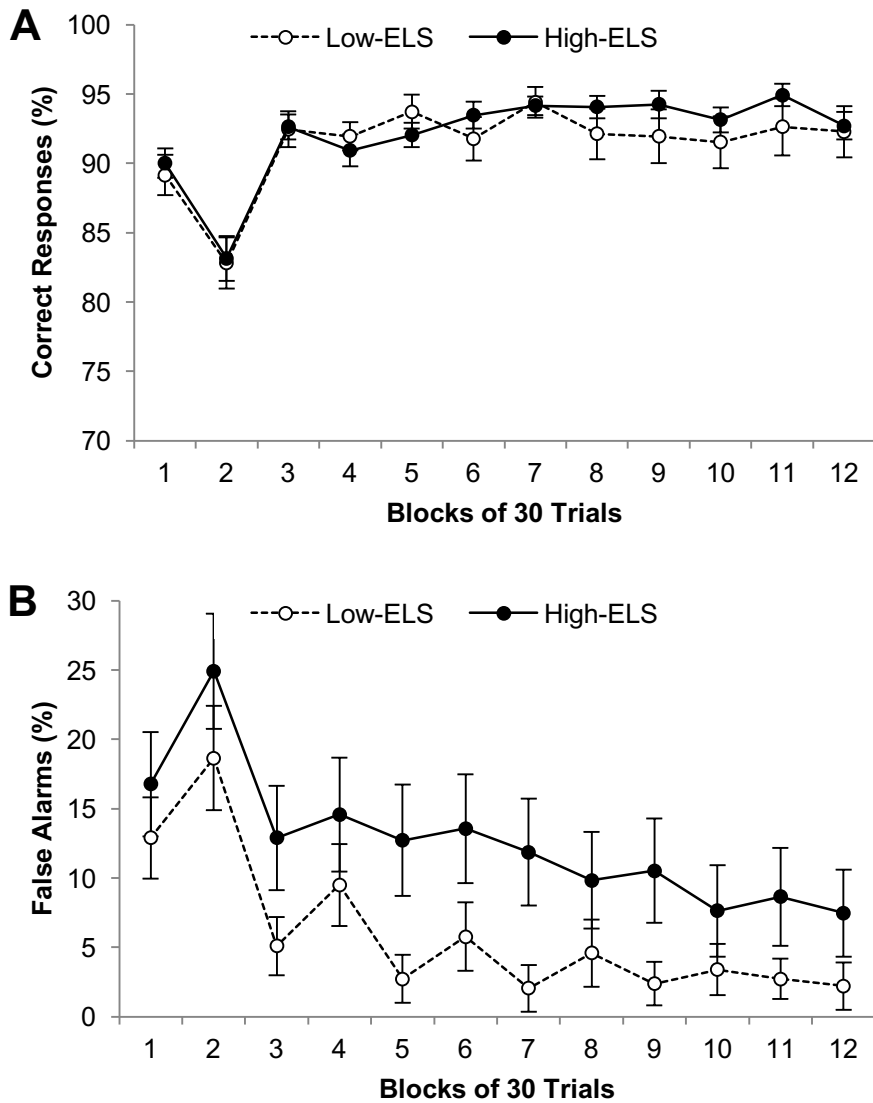 A
Low-ELS High-ELS
100
95
90
85
80
75
70
Correct Responses (%)
1 2 3 4 5 6 7 8 9 10 11 12
Blocks of 30 Trials
B
Low-ELS High-ELS
30
25
20
15
10
5
0
False Alarms (%)
1 2 3 4 5 6 7 8 9 10 11 12
Blocks of 30 Trials